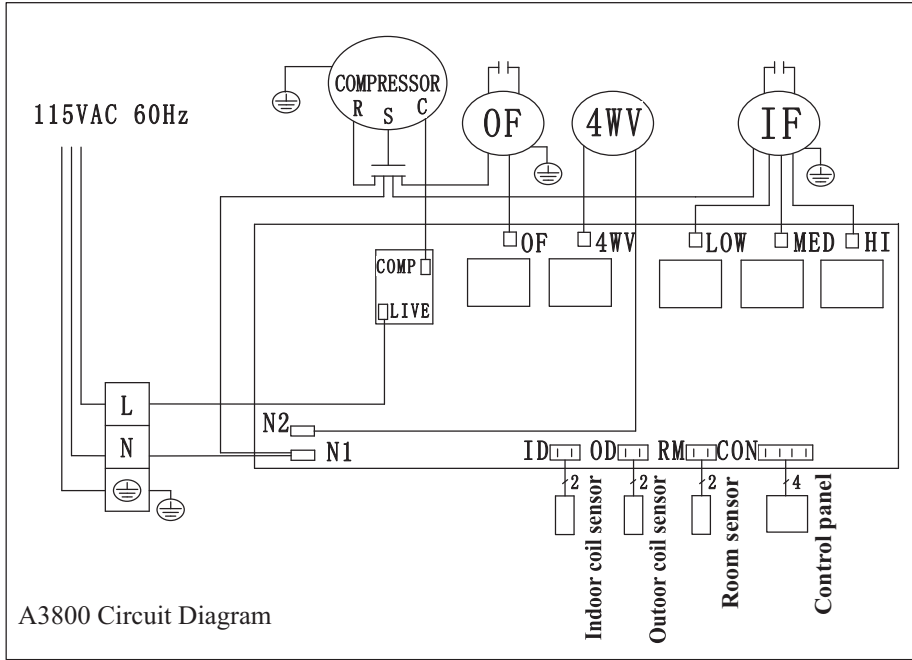 COMPRESSOR
R S C
115VAC 60Hz
OF
4WV
IF
OF
4WV
LOW
MED
HI
COMP
LIVE
L
N
N2
N1
ID
OD
RM
CON
2
2
2
4
Indoor coil sensor
Outoor coil sensor
Room sensor
Control panel
A3800 Circuit Diagram